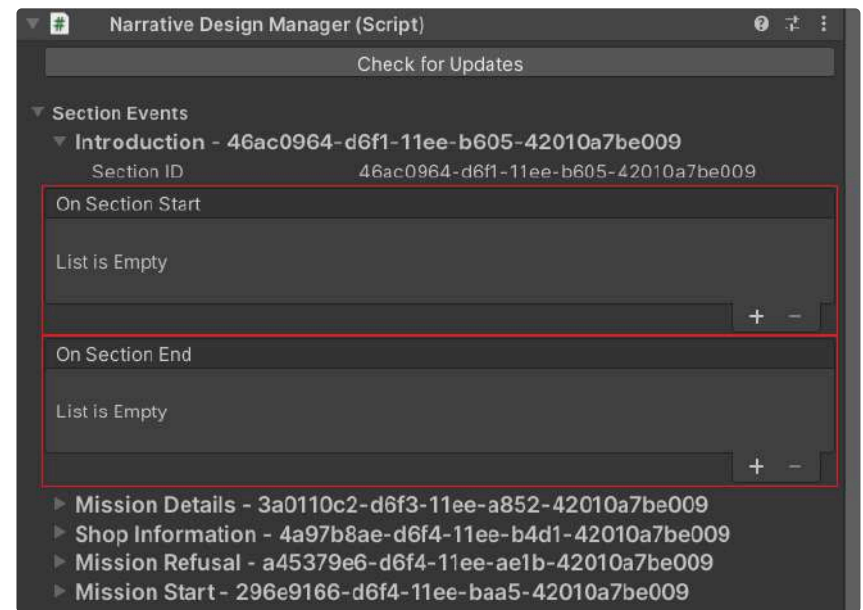 Narrative Design Manager (Script)
Check for Updates
Section Events
Introduction - 46ac0964-d6f1-11ee-b605-42010a7be009
Section ID 46ac0964-d6f1-11ee-b605-42010a7be009
On Section Start
List is Empty
+ -
On Section End
List is Empty
+ -
Mission Details - 3a0110c2-d6f3-11ee-a852-42010a7be009
Shop Information - 4a97b8ae-d6f4-11ee-b4d1-42010a7be009
Mission Refusal - a45379e6-d6f4-11ee-ae1b-42010a7be009
Mission Start - 296e9166-d6f4-11ee-baa5-42010a7be009